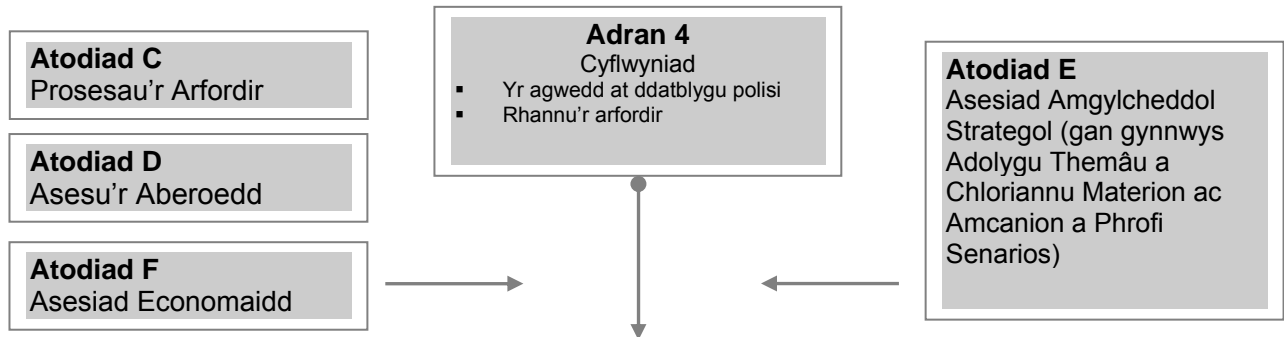 Atodiad C
Prosesau'r Arfordir
Atodiad D
Asesu'r Aberoedd
Atodiad F
Asesiad Economaidd
Adran 4
Cyflwyniad
▪ Yr agwedd at ddatblygu polisi
▪ Rhannu'r arfordir
Atodiad E
Asesiad Amgylcheddol
Strategol (gan gynnwys
Adolygu Themâu a
Chloriannu Materion ac
Amcanion a Phrofi
Senarios)